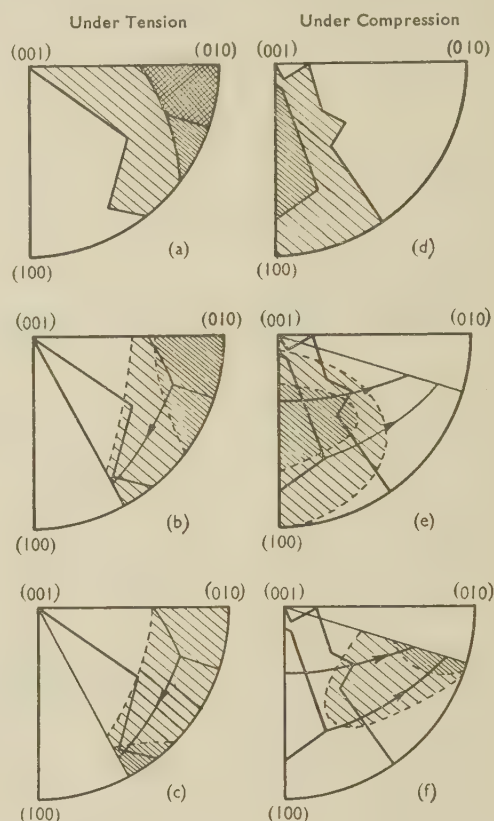 Under Tension
Under Compression
(001)
(010)
(001)
(010)
(100)
(a)
(100)
(d)
(001)
(010)
(001)
(010)
(100)
(b)
(100)
(e)
(001)
(010)
(001)
(010)
(100)
(c)
(100)
(f)